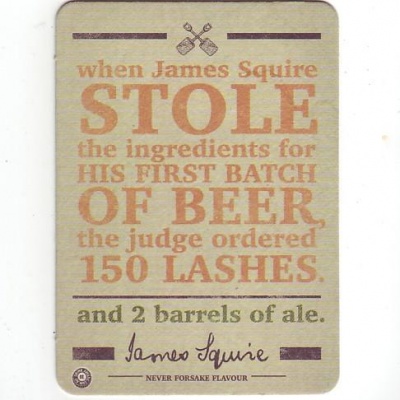 when James Squire
STOLE
the ingredients for
HIS FIRST BATCH
OF BEER,
the judge ordered
150 LASHES.
and 2 barrels of ale.
James Squire
NEVER FORSAKE FLAVOUR